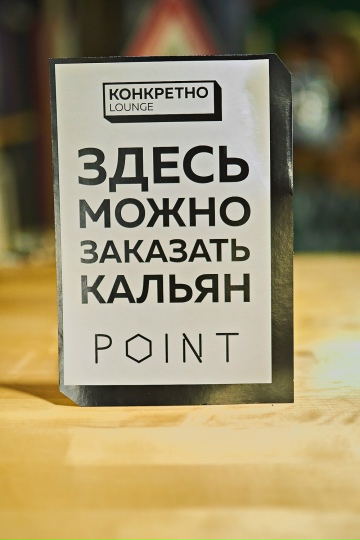 КОНКРЕТНО
LOUNGE
ЗДЕСЬ
МОЖНО
ЗАКАЗАТЬ
КАЛЬЯН
POINT